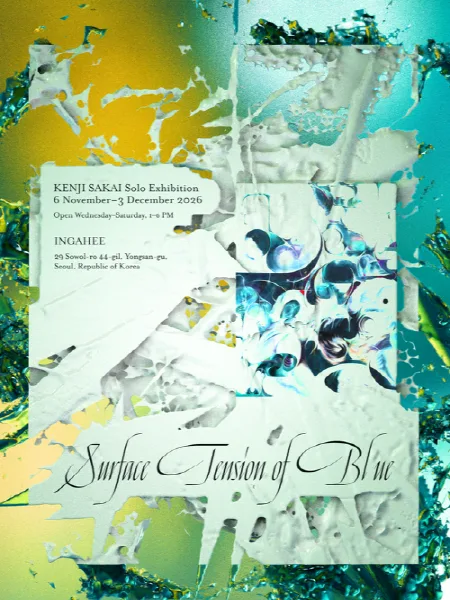 KENJI SAKAI Solo Exhibition
6 November–3 December 2026
Open Wednesday–Saturday, 1–9 PM
INGAHEE
29 Sowol-ro 44-gil, Yongsan-gu,
Seoul, Republic of Korea
Surface Tension of Blue